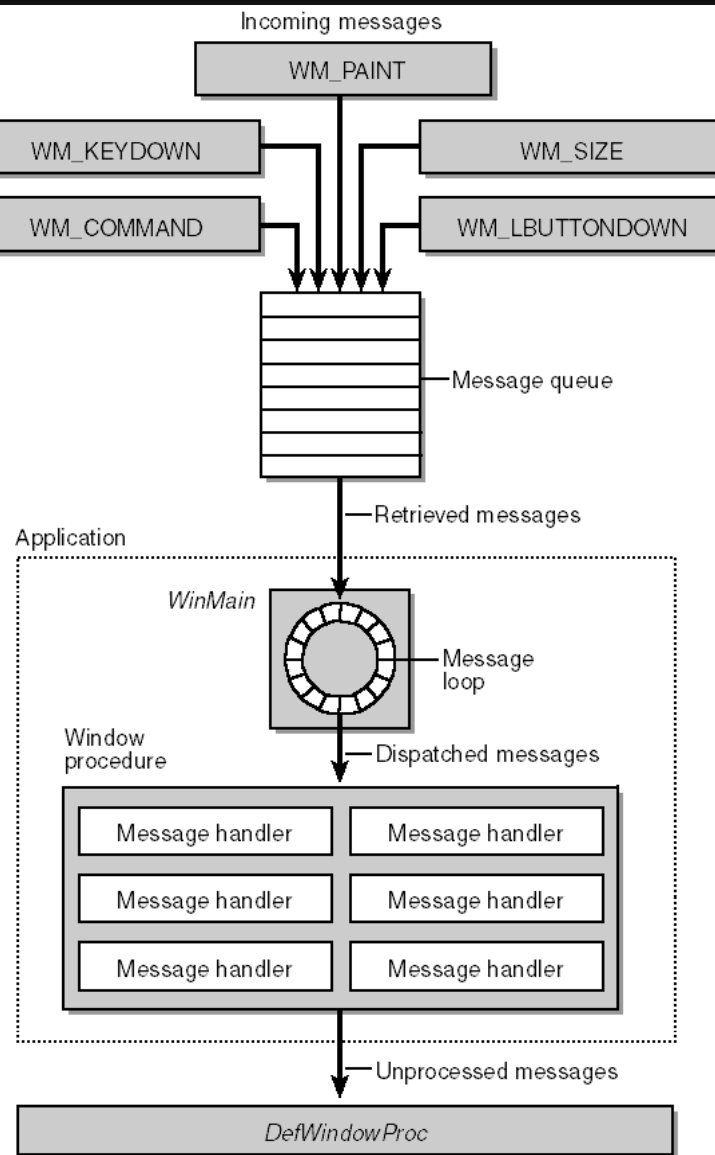 Incoming messages
WM_PAINT
WM_KEYDOWN
WM_SIZE
WM_COMMAND
WM_LBUTTONDOWN
Message queue
Retrieved messages
Application
WinMain
Message
loop
Window
procedure
Dispatched messages
Message handler
Message handler
Message handler
Message handler
Message handler
Message handler
Unprocessed messages
DefWindowProc